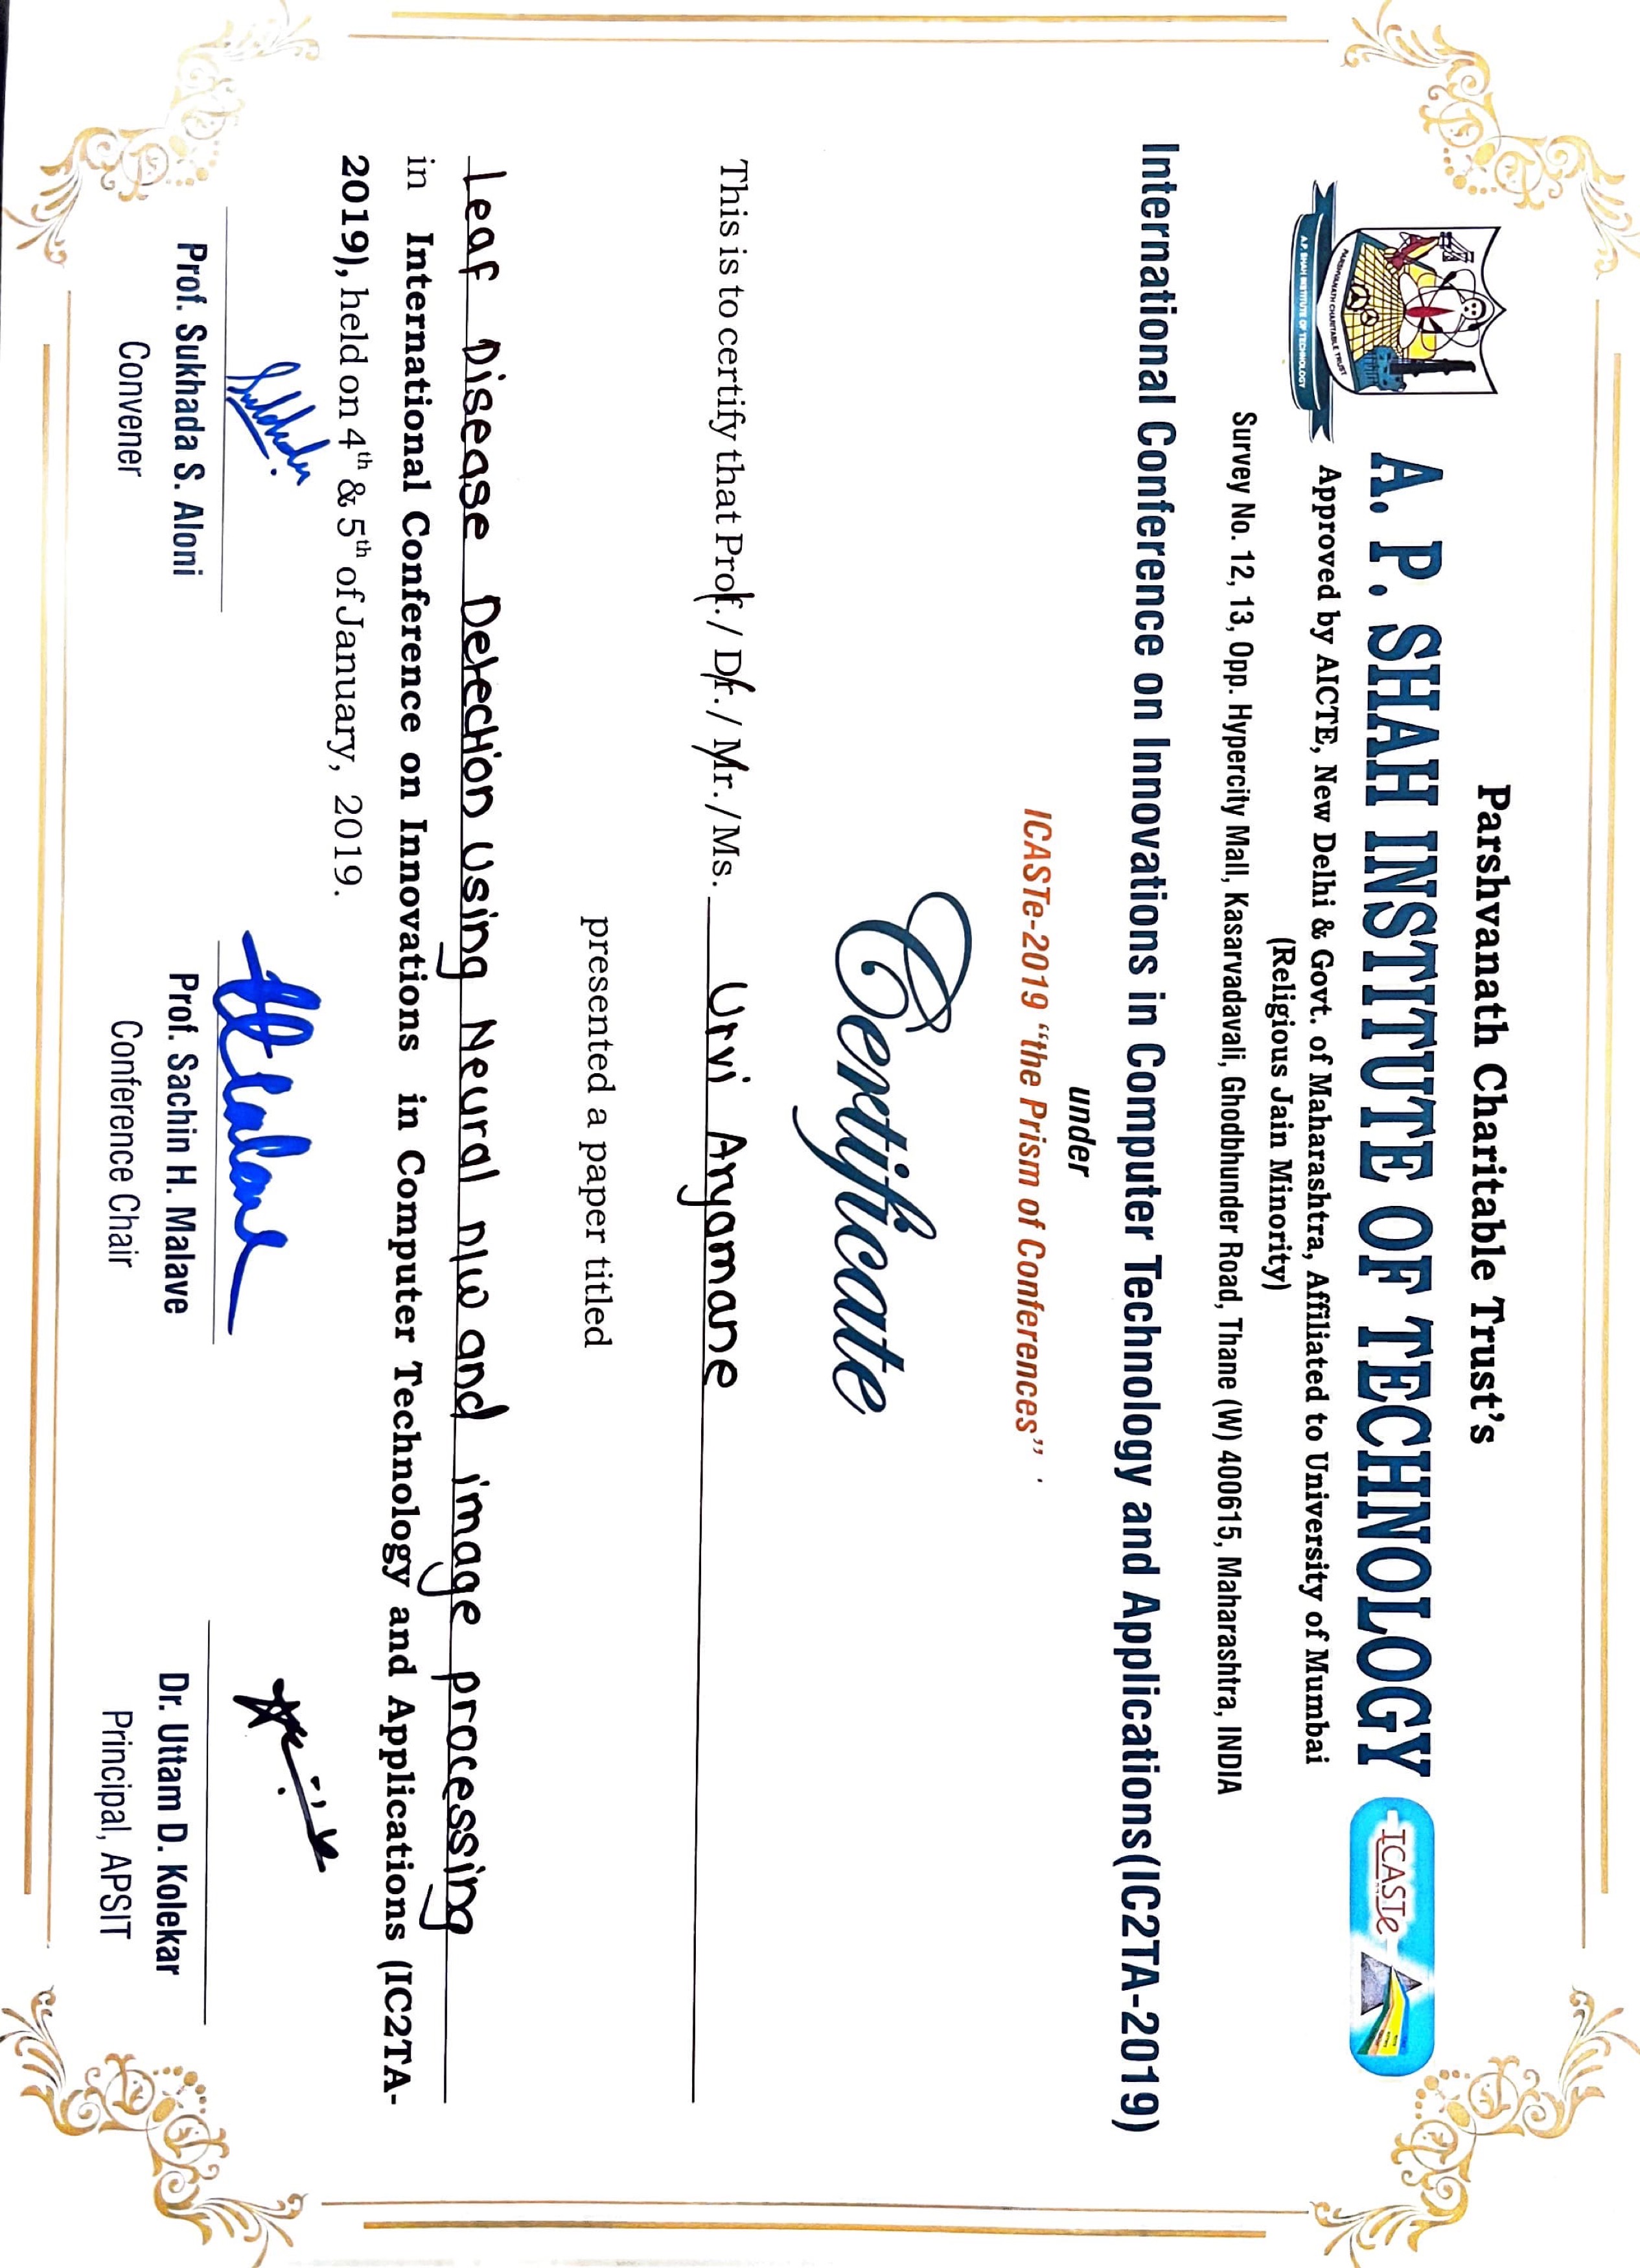 Parshvanath Charitable Trust's
A. P. SHAH INSTITUTE OF TECHNOLOGY
ICASTe
PARSHVANATH CHARITABLE TRUST
A.P. SHAH INSTITUTE OF TECHNOLOGY
Approved by AICTE, New Delhi & Govt. of Maharashtra, Affiliated to University of Mumbai
(Religious Jain Minority)
Survey No. 12, 13, Opp. Hypercity Mall, Kasarvadavali, Ghodbhunder Road, Thane (W) 400615, Maharashtra, INDIA
International Conference on Innovations in Computer Technology and Applications(IC2TA-2019)
under
ICASTe-2019 “the Prism of Conferences”
Certificate
This is to certify that Prof./ Dr./ Mr./Ms. Urvi Aryamane
presented a paper titled
Leaf Disease Detection Using Neural n/w and image processing
in International Conference on Innovations in Computer Technology and Applications (IC2TA-
2019), held on 4th & 5th of January, 2019.
Prof. Sukhada S. Aloni
Convener
Prof. Sachin H. Malave
Conference Chair
Dr. Uttam D. Kolekar
Principal, APSIT